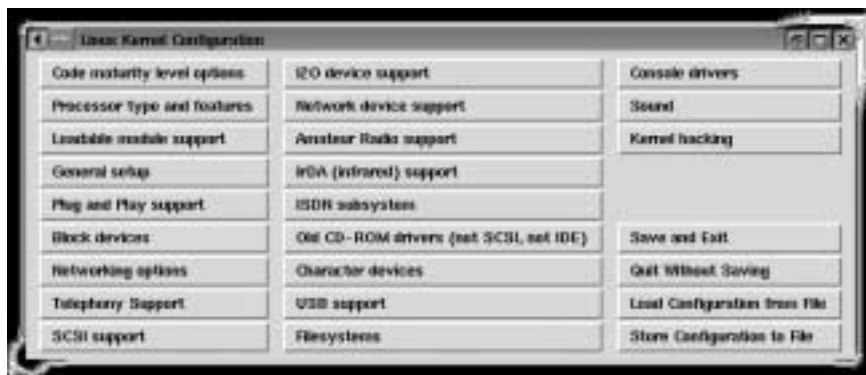 Linux Kernel Configuration
Code maturity level options
Processor type and features
Loadable module support
General setup
Plug and Play support
Block devices
Networking options
Telephony Support
SCSI support
I2O device support
Network device support
Amateur Radio support
IrDA (infrared) support
ISDN subsystem
Old CD-ROM drivers (not SCSI, not IDE)
Character devices
USB support
Filesystems
Console drivers
Sound
Kernel hacking
Save and Exit
Quit Without Saving
Load Configuration from File
Store Configuration to File